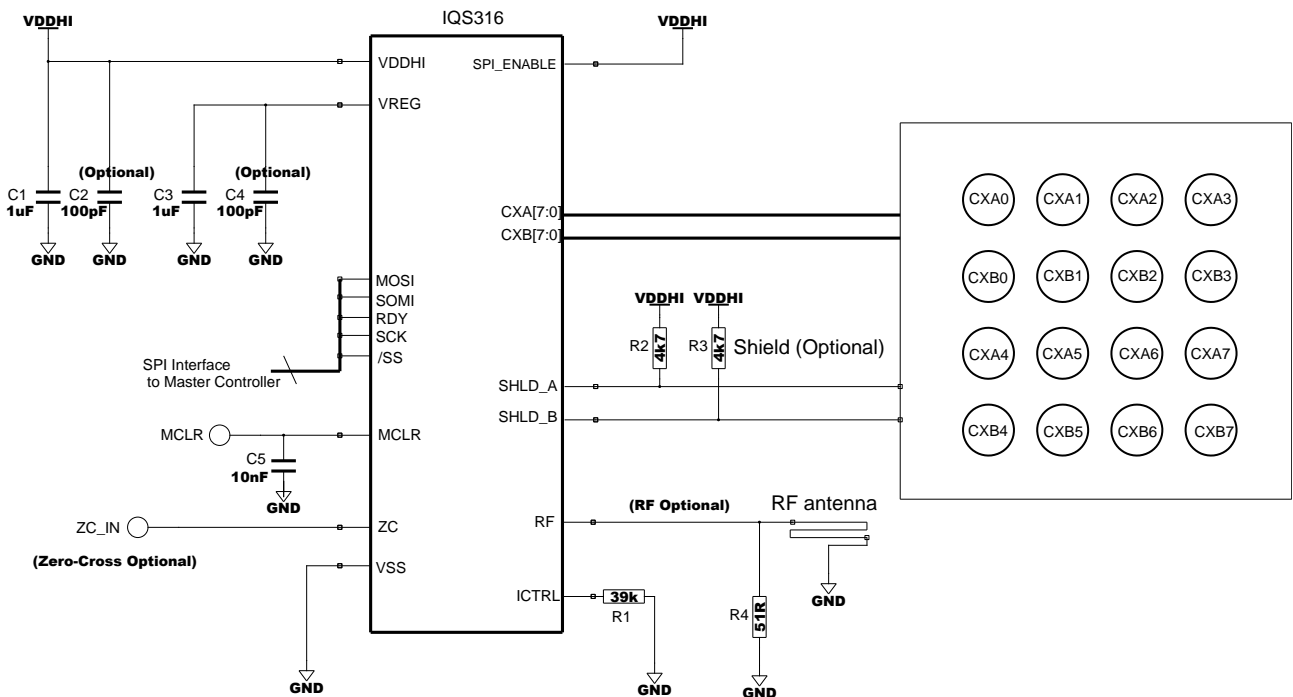 IQS316
VDDHI
VDDHI
VDDHI
SPI_ENABLE
VREG
(Optional)
(Optional)
C1
1uF
C2
100pF
C3
1uF
C4
100pF
GND
GND
GND
GND
CXA[7:0]
CXB[7:0]
CXA0
CXA1
CXA2
CXA3
CXB0
CXB1
CXB2
CXB3
CXA4
CXA5
CXA6
CXA7
CXB4
CXB5
CXB6
CXB7
MOSI
SOMI
RDY
SCK
/SS
SPI Interface
to Master Controller
VDDHI
VDDHI
R2
4k7
R3
4k7
Shield (Optional)
SHLD_A
SHLD_B
MCLR
MCLR
C5
10nF
GND
ZC_IN
ZC
(Zero-Cross Optional)
VSS
GND
RF
(RF Optional)
RF antenna
GND
ICTRL
39k
R1
GND
R4
51R
GND